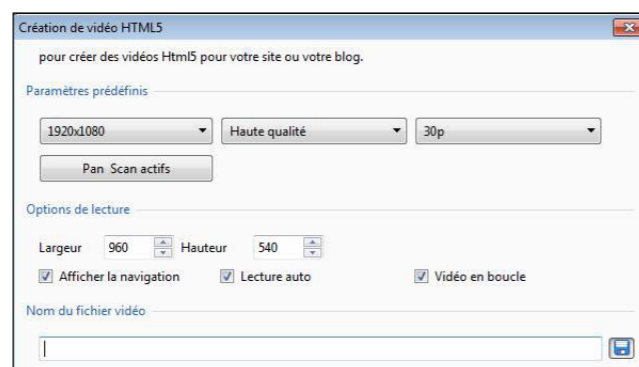 Création de vidéo HTML5
pour créer des vidéos Html5 pour votre site ou votre blog.
Paramètres prédéfinis
1920x1080 Haute qualité 30p
Pan Scan actifs
Options de lecture
Largeur 960 Hauteur 540
Afficher la navigation Lecture auto Vidéo en boucle
Nom du fichier vidéo